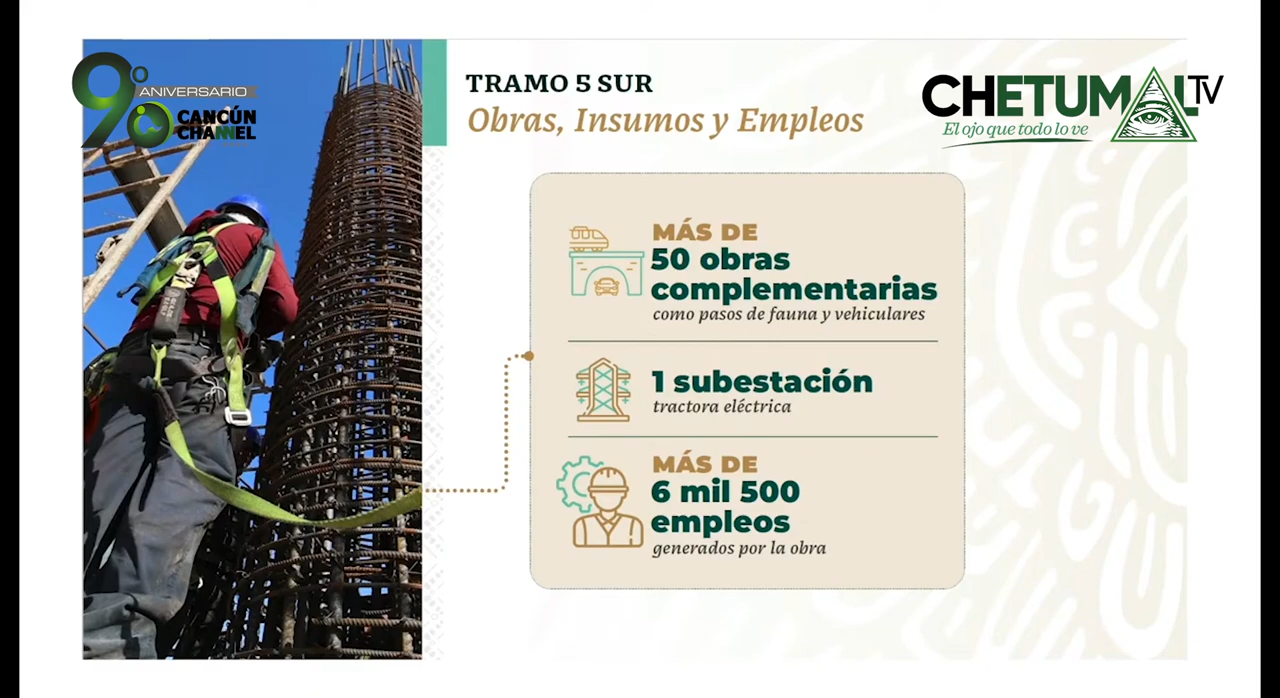 9º
ANIVERSARIO
CANCÚN
CHANNEL
TRAMO 5 SUR
Obras, Insumos y Empleos
CHETUMAL TV
El ojo que todo lo ve
MÁS DE
50 obras
complementarias
como pasos de fauna y vehiculares
1 subestación
tractora eléctrica
MÁS DE
6 mil 500
empleos
generados por la obra